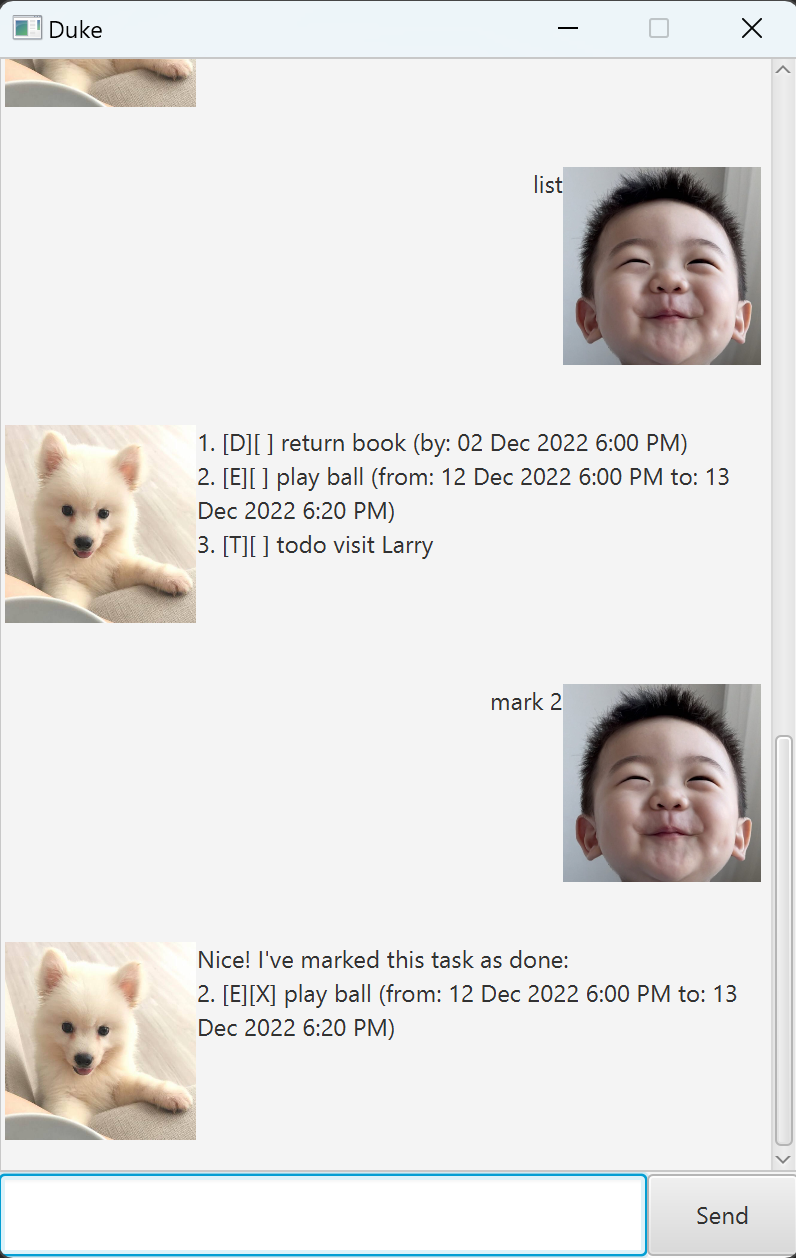 Duke
list
1. [D][ ] return book (by: 02 Dec 2022 6:00 PM)
2. [E][ ] play ball (from: 12 Dec 2022 6:00 PM to: 13
Dec 2022 6:20 PM)
3. [T][ ] todo visit Larry
mark 2
Nice! I've marked this task as done:
2. [E][X] play ball (from: 12 Dec 2022 6:00 PM to: 13
Dec 2022 6:20 PM)
Send